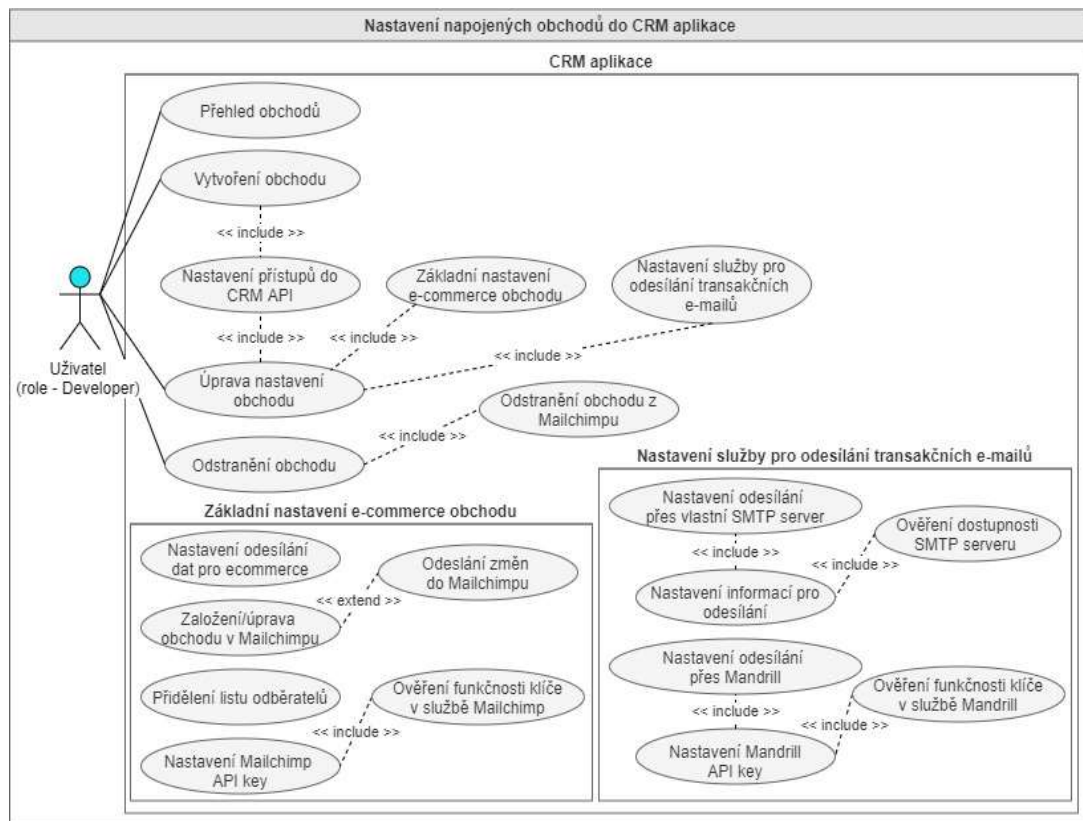 Nastavení napojených obchodů do CRM aplikace
CRM aplikace
Přehled obchodů
Vytvoření obchodu
<< include >>
Nastavení přístupů do
CRM API
Základní nastavení
e-commerce obchodu
Nastavení služby pro
odesílání transakčních
e-mailů
<< include >>
<< include >>
<< include >>
Uživatel
(role - Developer)
Úprava nastavení
obchodu
Odstranění obchodu z
Mailchimpu
<< include >>
Odstranění obchodu
Základní nastavení e-commerce obchodu
Nastavení odesílání
dat pro ecommerce
Odeslání změn
do Mailchimpu
<< extend >>
Založení/úprava
obchodu v Mailchimpu
Přidělení listu odběratelů
Ověření funkčnosti klíče
v službě Mailchimp
<< include >>
Nastavení Mailchimp
API key
Nastavení služby pro odesílání transakčních e-mailů
Nastavení odesílání
přes vlastní SMTP server
Ověření dostupnosti
SMTP serveru
<< include >>
<< include >>
Nastavení informací pro
odesílání
Nastavení odesílání
přes Mandrill
Ověření funkčnosti klíče
v službě Mandrill
<< include >>
<< include >>
Nastavení Mandrill
API key